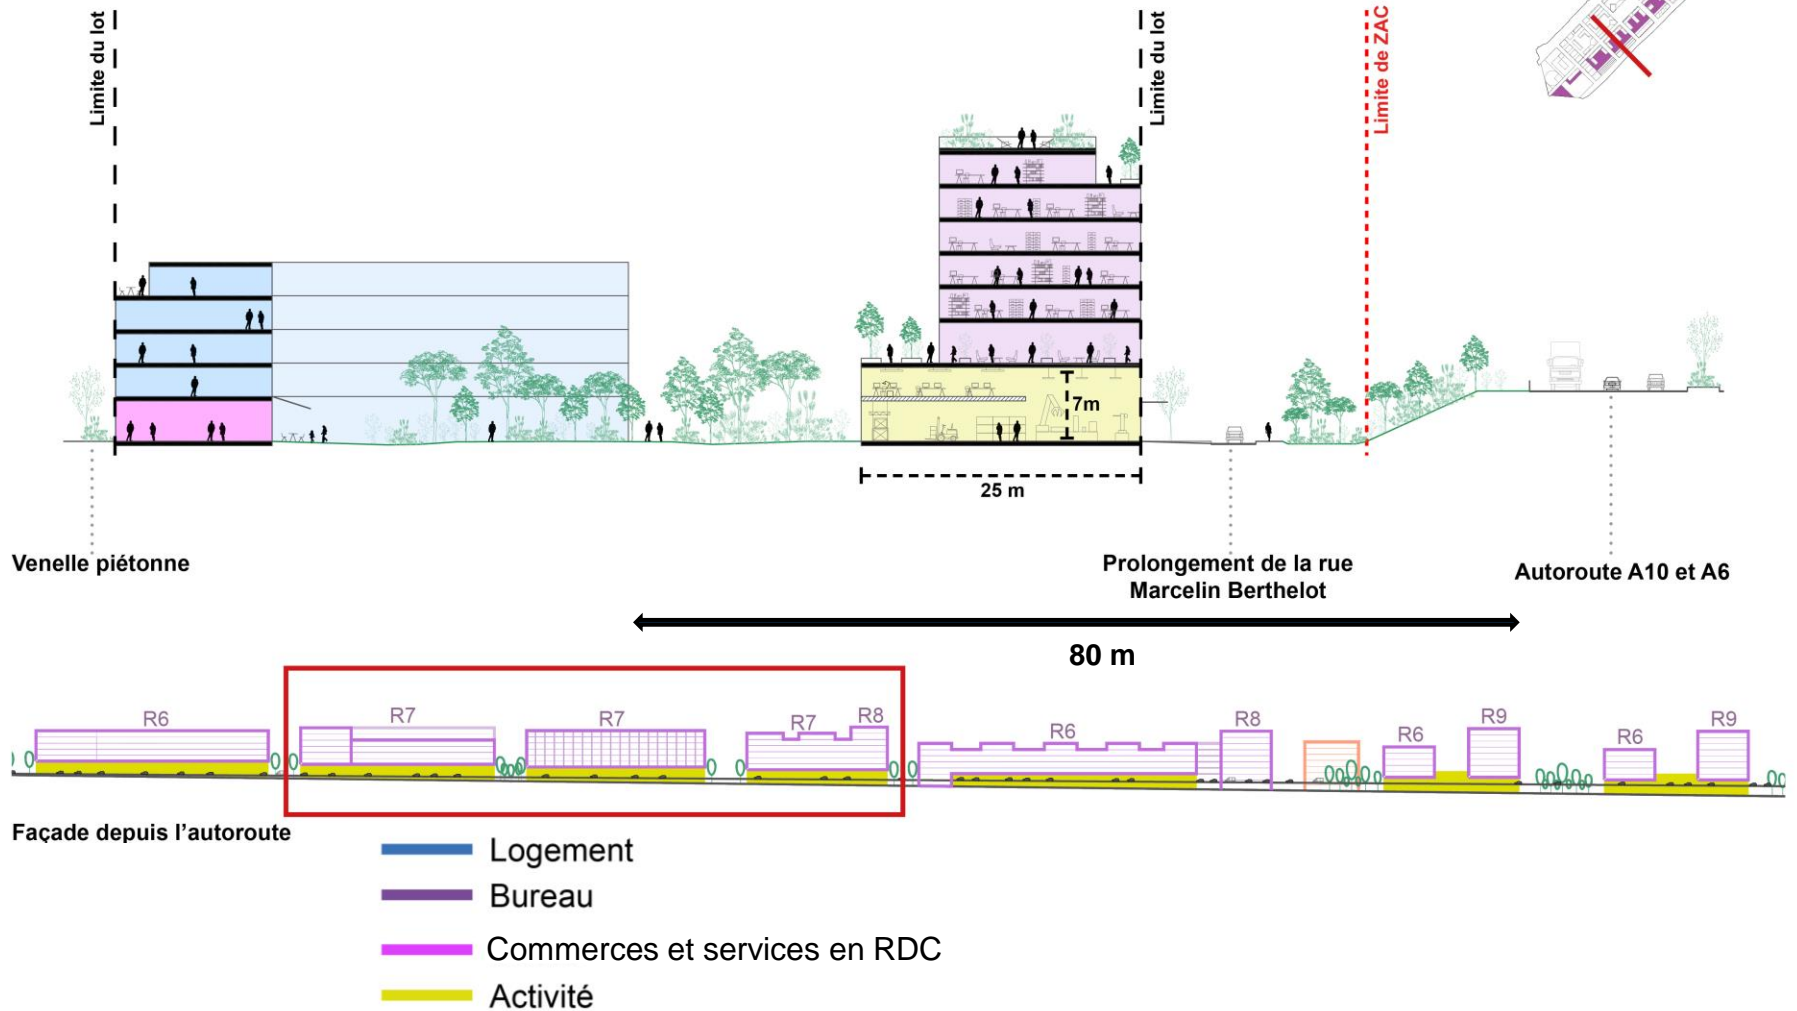 Limite du lot
Limite du lot
Limite de ZAC
7m
25 m
Venelle piétonne
Prolongement de la rue
Marcelin Berthelot
Autoroute A10 et A6
80 m
R6
R7
R7
R7
R8
R6
R8
R6
R9
R6
R9
Façade depuis l'autoroute
Logement
Bureau
Commerces et services en RDC
Activité